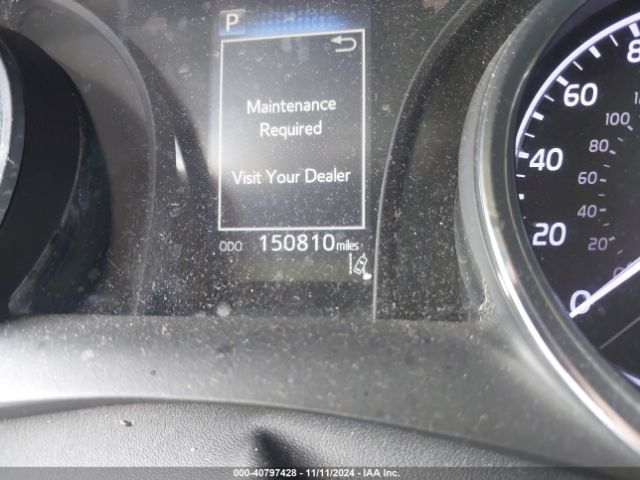 P
Maintenance
Required
Visit Your Dealer
ODO 150810 miles
8
60
40
20
0
100
80
60
40
20
000-40797428 - 11/11/2024 - IAA Inc.